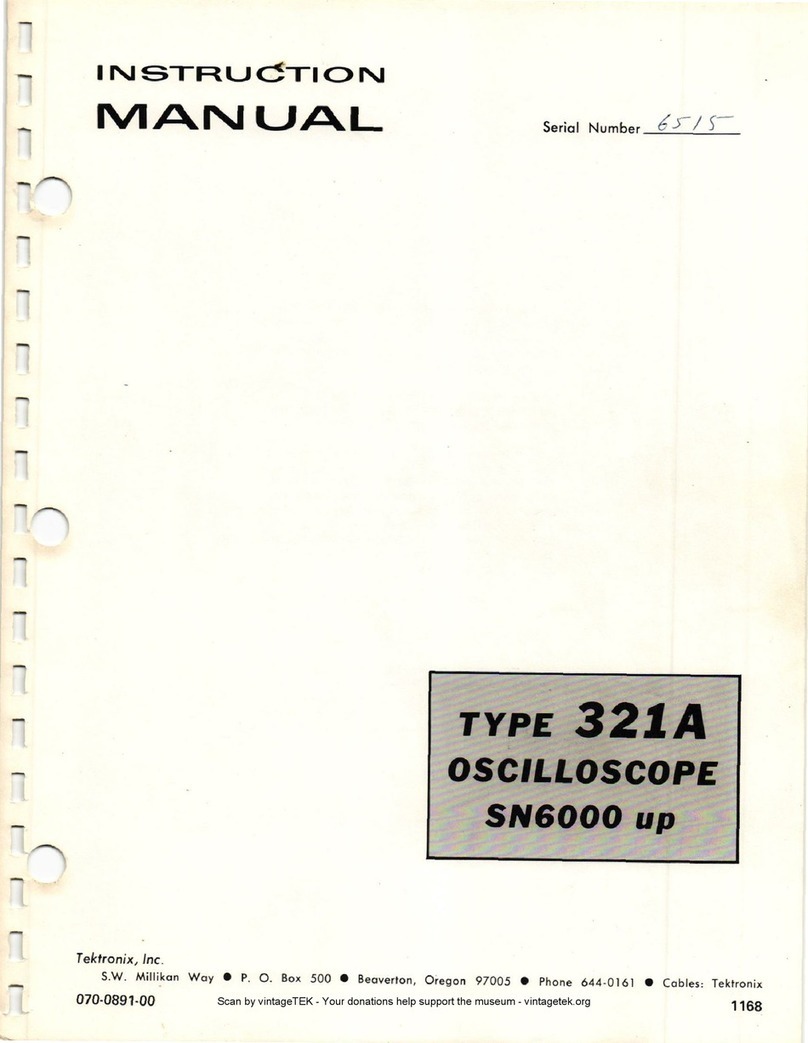 INSTRUCTION
MANUAL
Serial Number 6515
TYPE 321A
OSCILLOSCOPE
SN6000 up
Tektronix, Inc.
S.W. Millikan Way ● P. O. Box 500 ● Beaverton, Oregon 97005 ● Phone 644-0161 ● Cables: Tektronix
070-0891-00 Scan by vintageTEK - Your donations help support the museum - vintagetek.org 1168